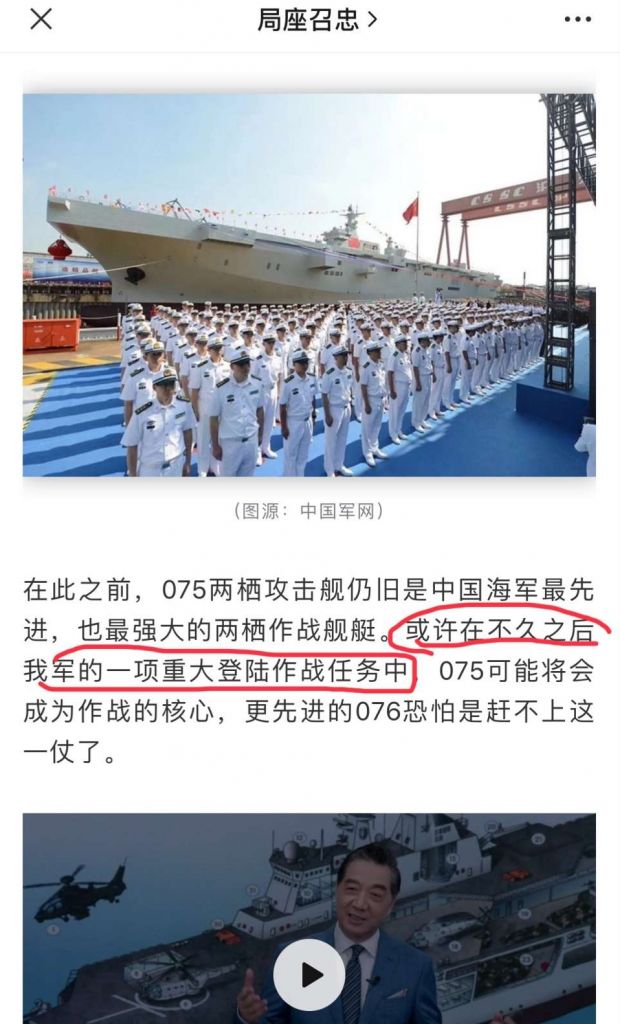 局座召忠
CSSC 沪
（图源：中国军网）
在此之前，075两栖攻击舰仍旧是中国海军最先
进，也最强大的两栖作战舰艇。或许在不久之后
我军的一项重大登陆作战任务中，075可能将会
成为作战的核心，更先进的076恐怕是赶不上这
一仗了。